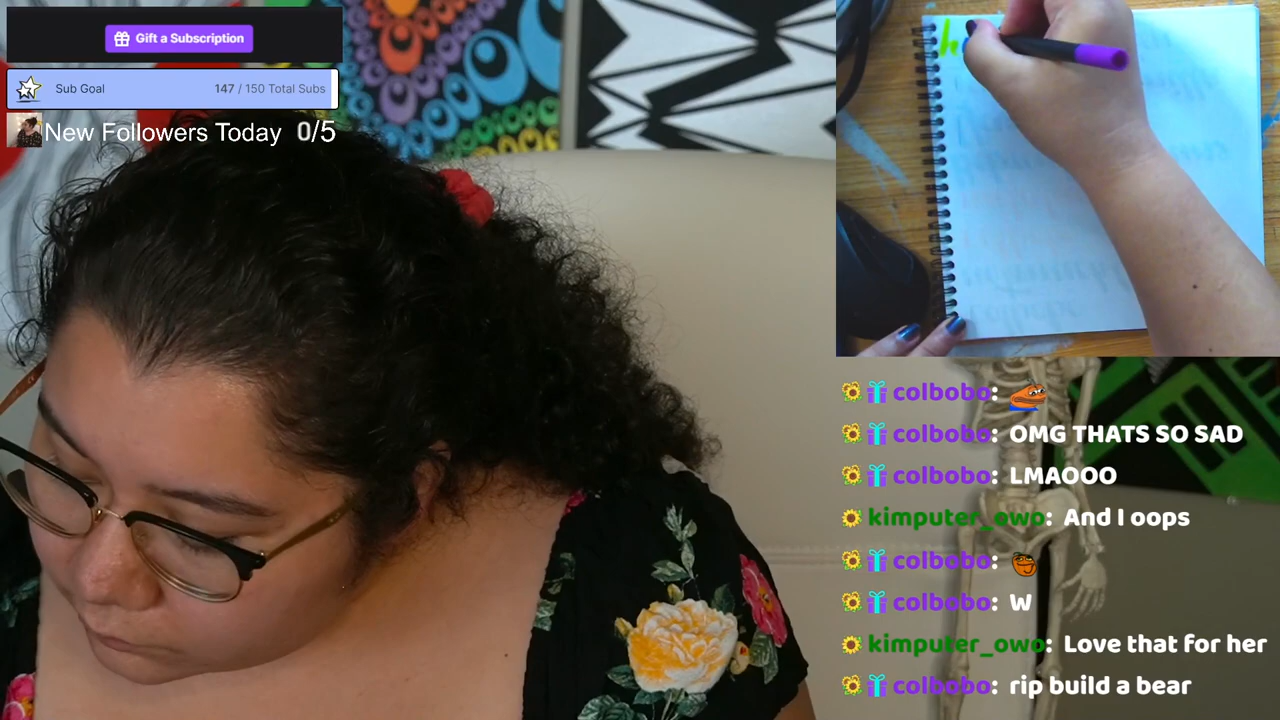 Gift a Subscription
Sub Goal 147 / 150 Total Subs
New Followers Today 0/5
h
colbobo:
colbobo: OMG THATS SO SAD
colbobo: LMAOOO
kimputer_owo: And I oops
colbobo:
colbobo: W
kimputer_owo: Love that for her
colbobo: rip build a bear